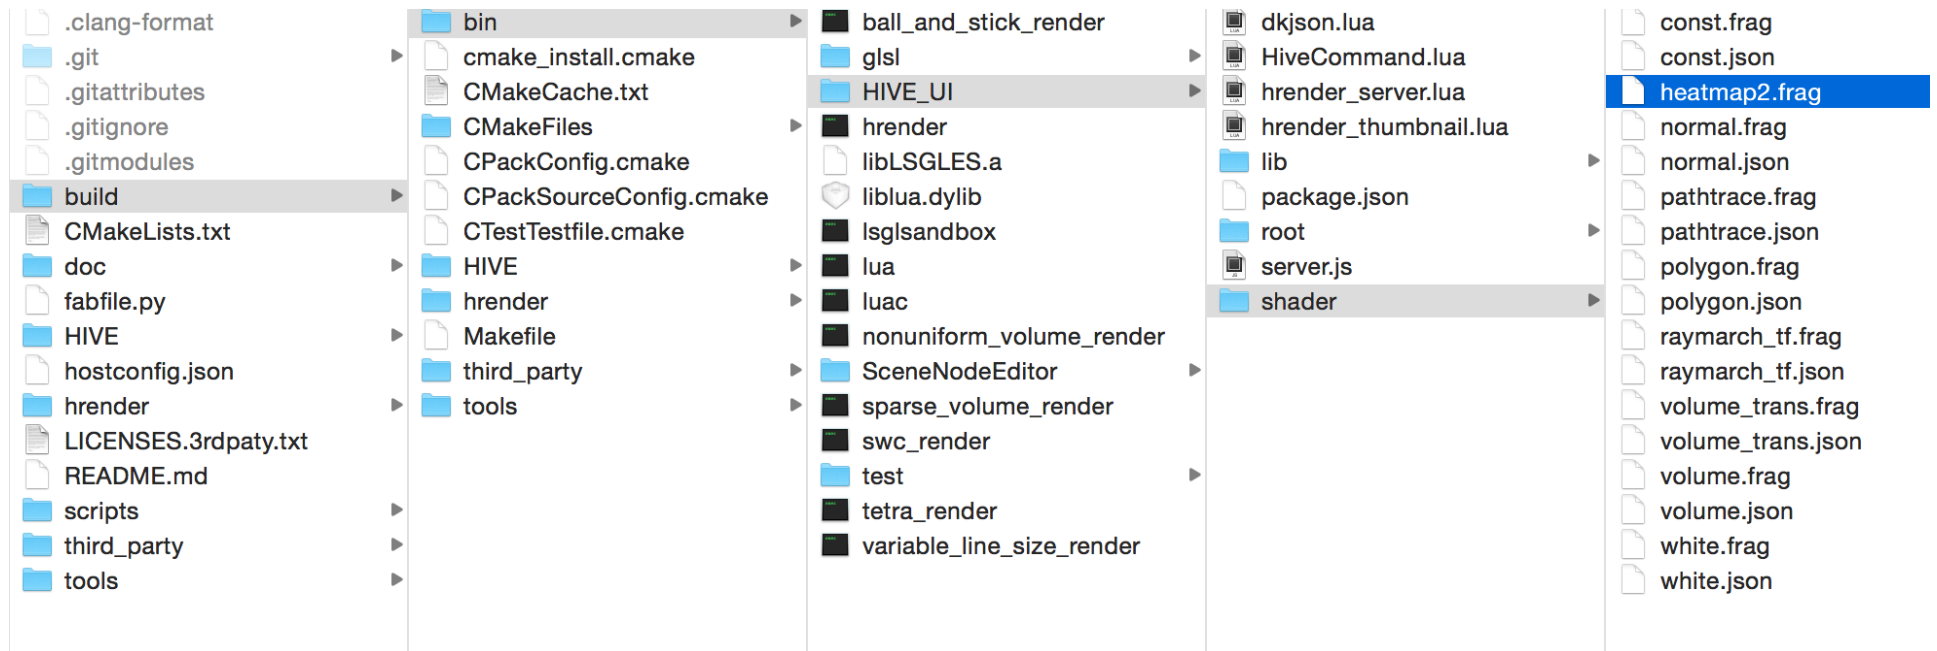 .clang-format
.git
.gitattributes
.gitignore
.gitmodules
build
CMakeLists.txt
doc
fabfile.py
HIVE
hostconfig.json
hrender
LICENSES.3rdpaty.txt
README.md
scripts
third_party
tools
bin
cmake_install.cmake
CMakeCache.txt
CMakeFiles
CPackConfig.cmake
CPackSourceConfig.cmake
CTestTestfile.cmake
HIVE
hrender
Makefile
third_party
tools
ball_and_stick_render
glsl
HIVE_UI
hrender
libLSGLES.a
liblua.dylib
lsglsandbox
lua
luac
nonuniform_volume_render
SceneNodeEditor
sparse_volume_render
swc_render
test
tetra_render
variable_line_size_render
dkjson.lua
HiveCommand.lua
hrender_server.lua
hrender_thumbnail.lua
lib
package.json
root
server.js
shader
const.frag
const.json
heatmap2.frag
normal.frag
normal.json
pathtrace.frag
pathtrace.json
polygon.frag
polygon.json
raymarch_tf.frag
raymarch_tf.json
volume_trans.frag
volume_trans.json
volume.frag
volume.json
white.frag
white.json